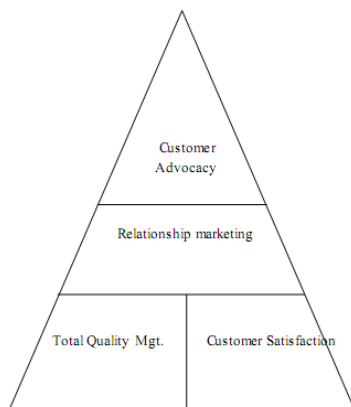 Customer
Advocacy
Relationship marketing
Total Quality Mgt.
Customer Satisfaction